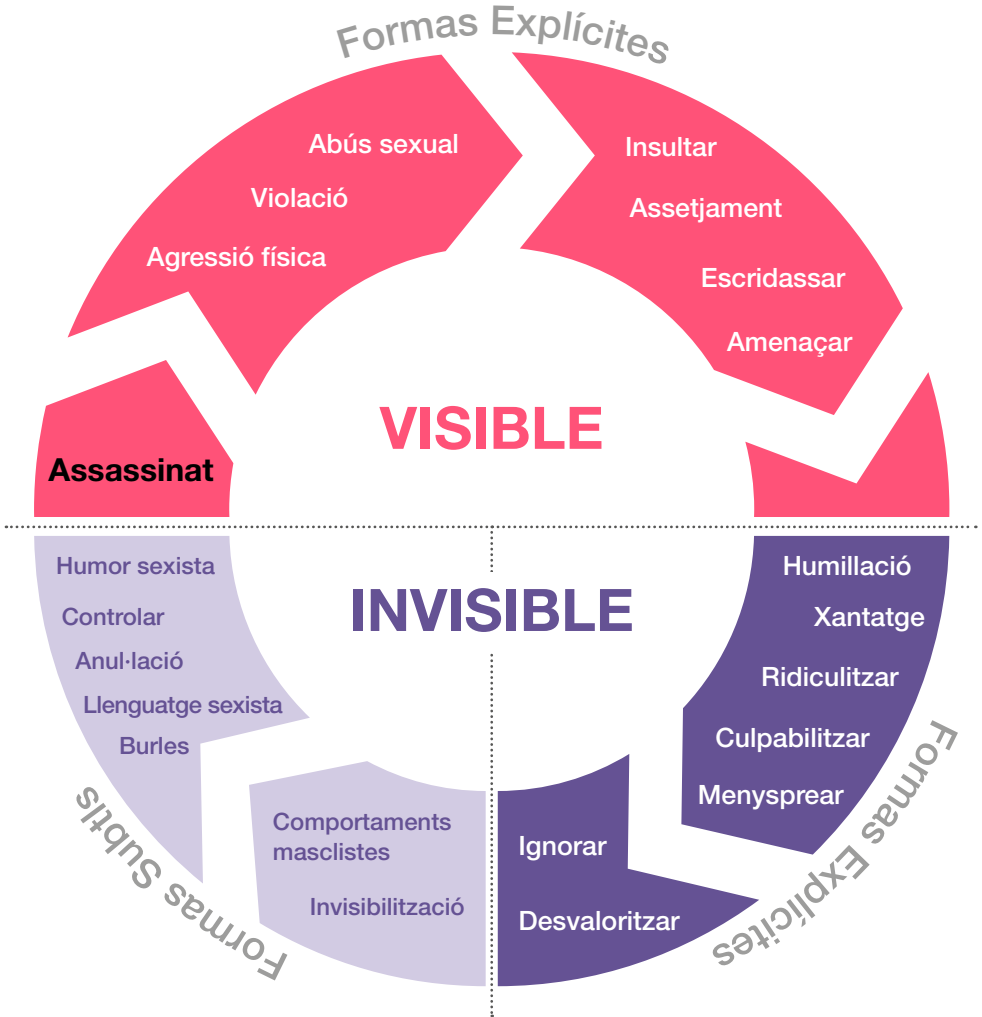 Formas Explícites
Abús sexual
Violació
Agressió física
Assassinat
Insultar
Assetjament
Escridassar
Amenaçar
VISIBLE
INVISIBLE
Humor sexista
Controlar
Anul·lació
Llenguatge sexista
Burles
Comportaments
masclistes
Invisibilització
Formas Subtils
Humillació
Xantatge
Ridiculitzar
Culpabilitzar
Menysprear
Ignorar
Desvaloritzar
Formas Explícites